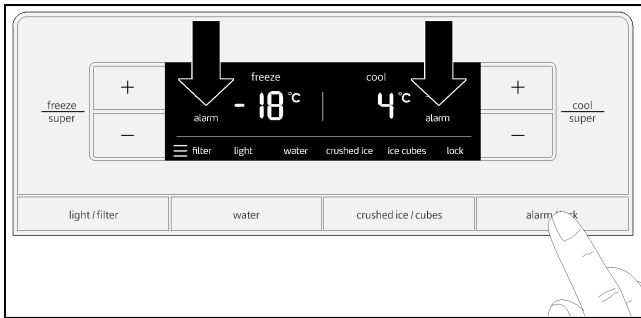 freeze
super
+
−
freeze
-18 °C
alarm
cool
4 °C
alarm
filter light water crushed ice ice cubes lock
+
−
cool
super
light / filter
water
crushed ice / cubes
alarm